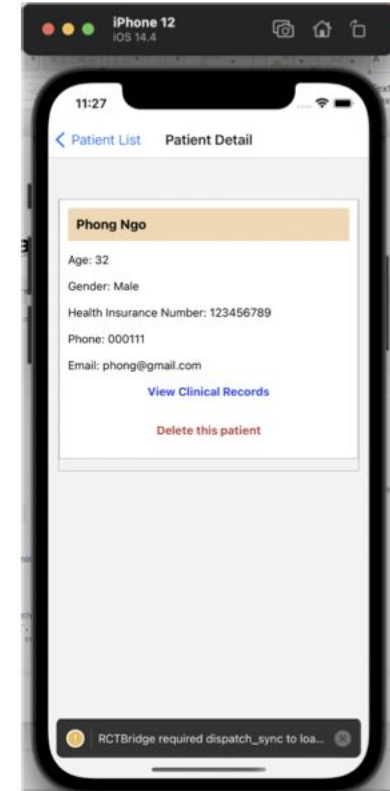 iPhone 12
iOS 14.4
11:27
Patient List
Patient Detail
Phong Ngo
Age: 32
Gender: Male
Health Insurance Number: 123456789
Phone: 000111
Email: phong@gmail.com
View Clinical Records
Delete this patient
RCTBridge required dispatch_sync to loa...